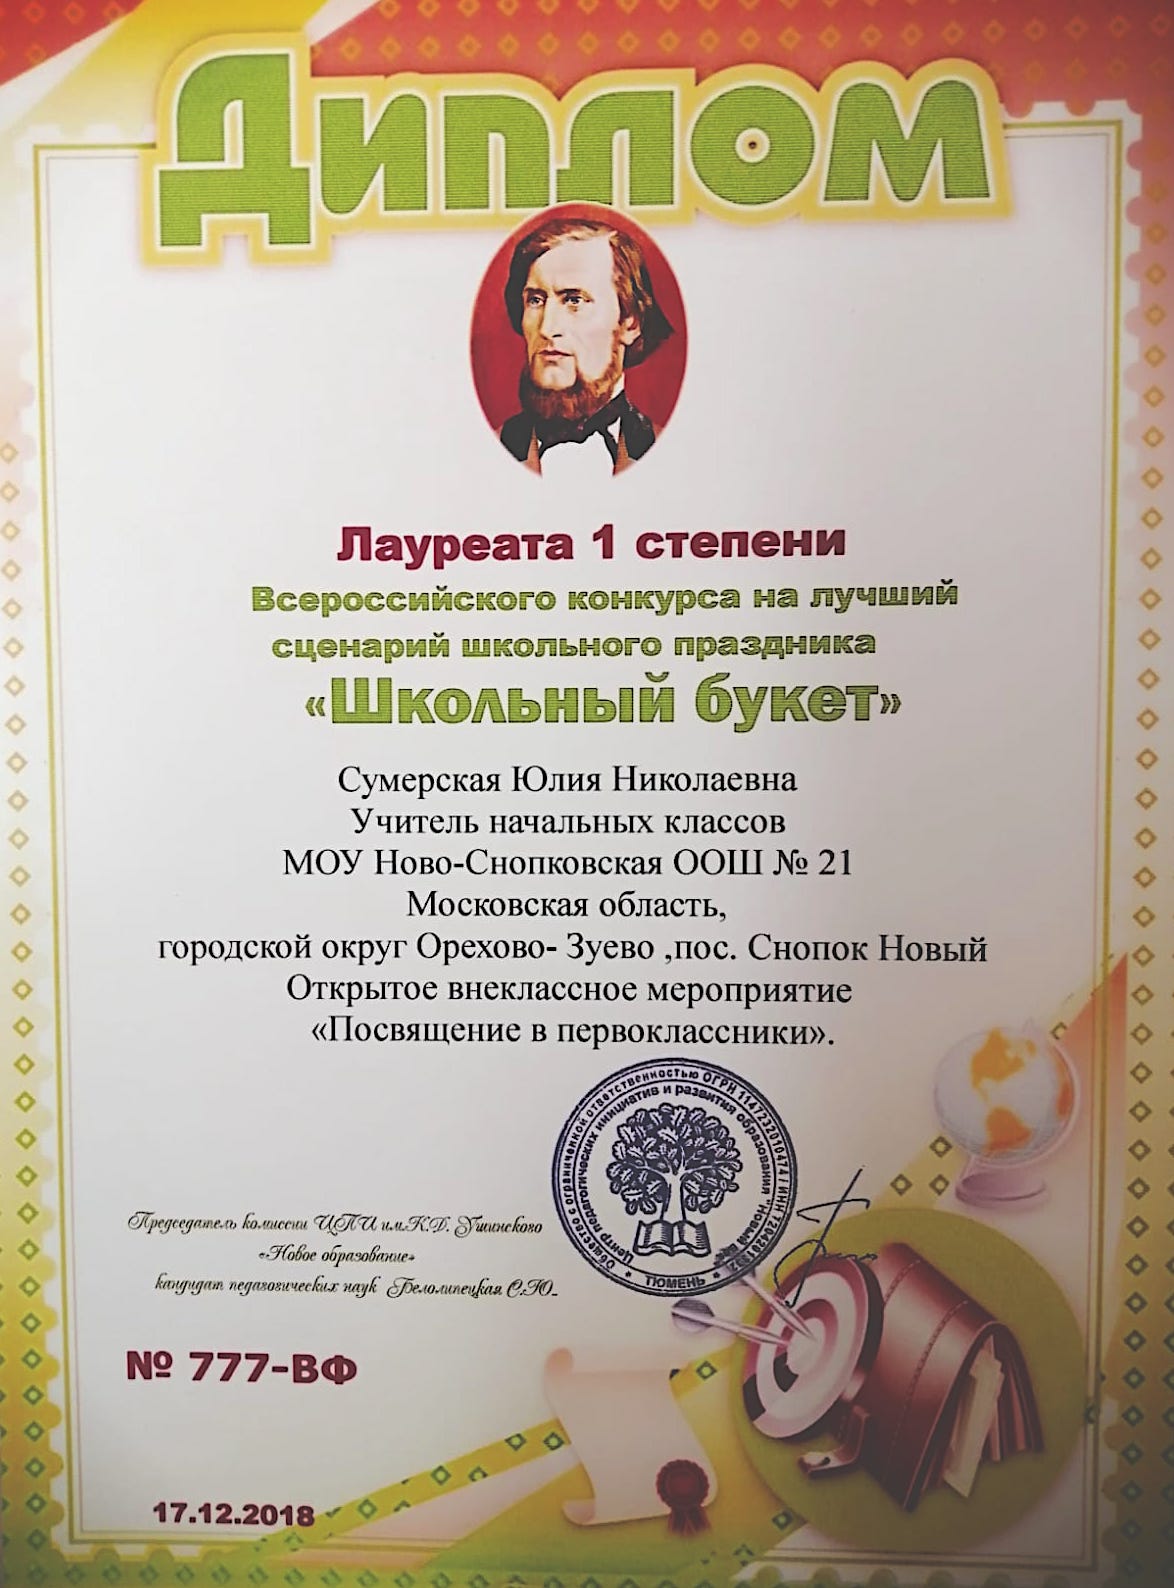 Диплом
Лауреата 1 степени
Всероссийского конкурса на лучший
сценарий школьного праздника
«Школьный букет»
Сумерская Юлия Николаевна
Учитель начальных классов
МОУ Ново-Снопковская ООШ № 21
Московская область,
городской округ Орехово- Зуево ,пос. Снопок Новый
Открытое внеклассное мероприятие
«Посвящение в первоклассники».
Общество с ограниченной ответственностью ОГРН 1147232010474 / ИНН
Центр педагогических инициатив и развития образования "Новый
* ТЮМЕНЬ *
Председатель комиссии ЦПИ им.К.Д. Ушинского
«Новое образование»
кандидат педагогических наук Белолипецкая С.Ю.
№ 777-ВФ
17.12.2018